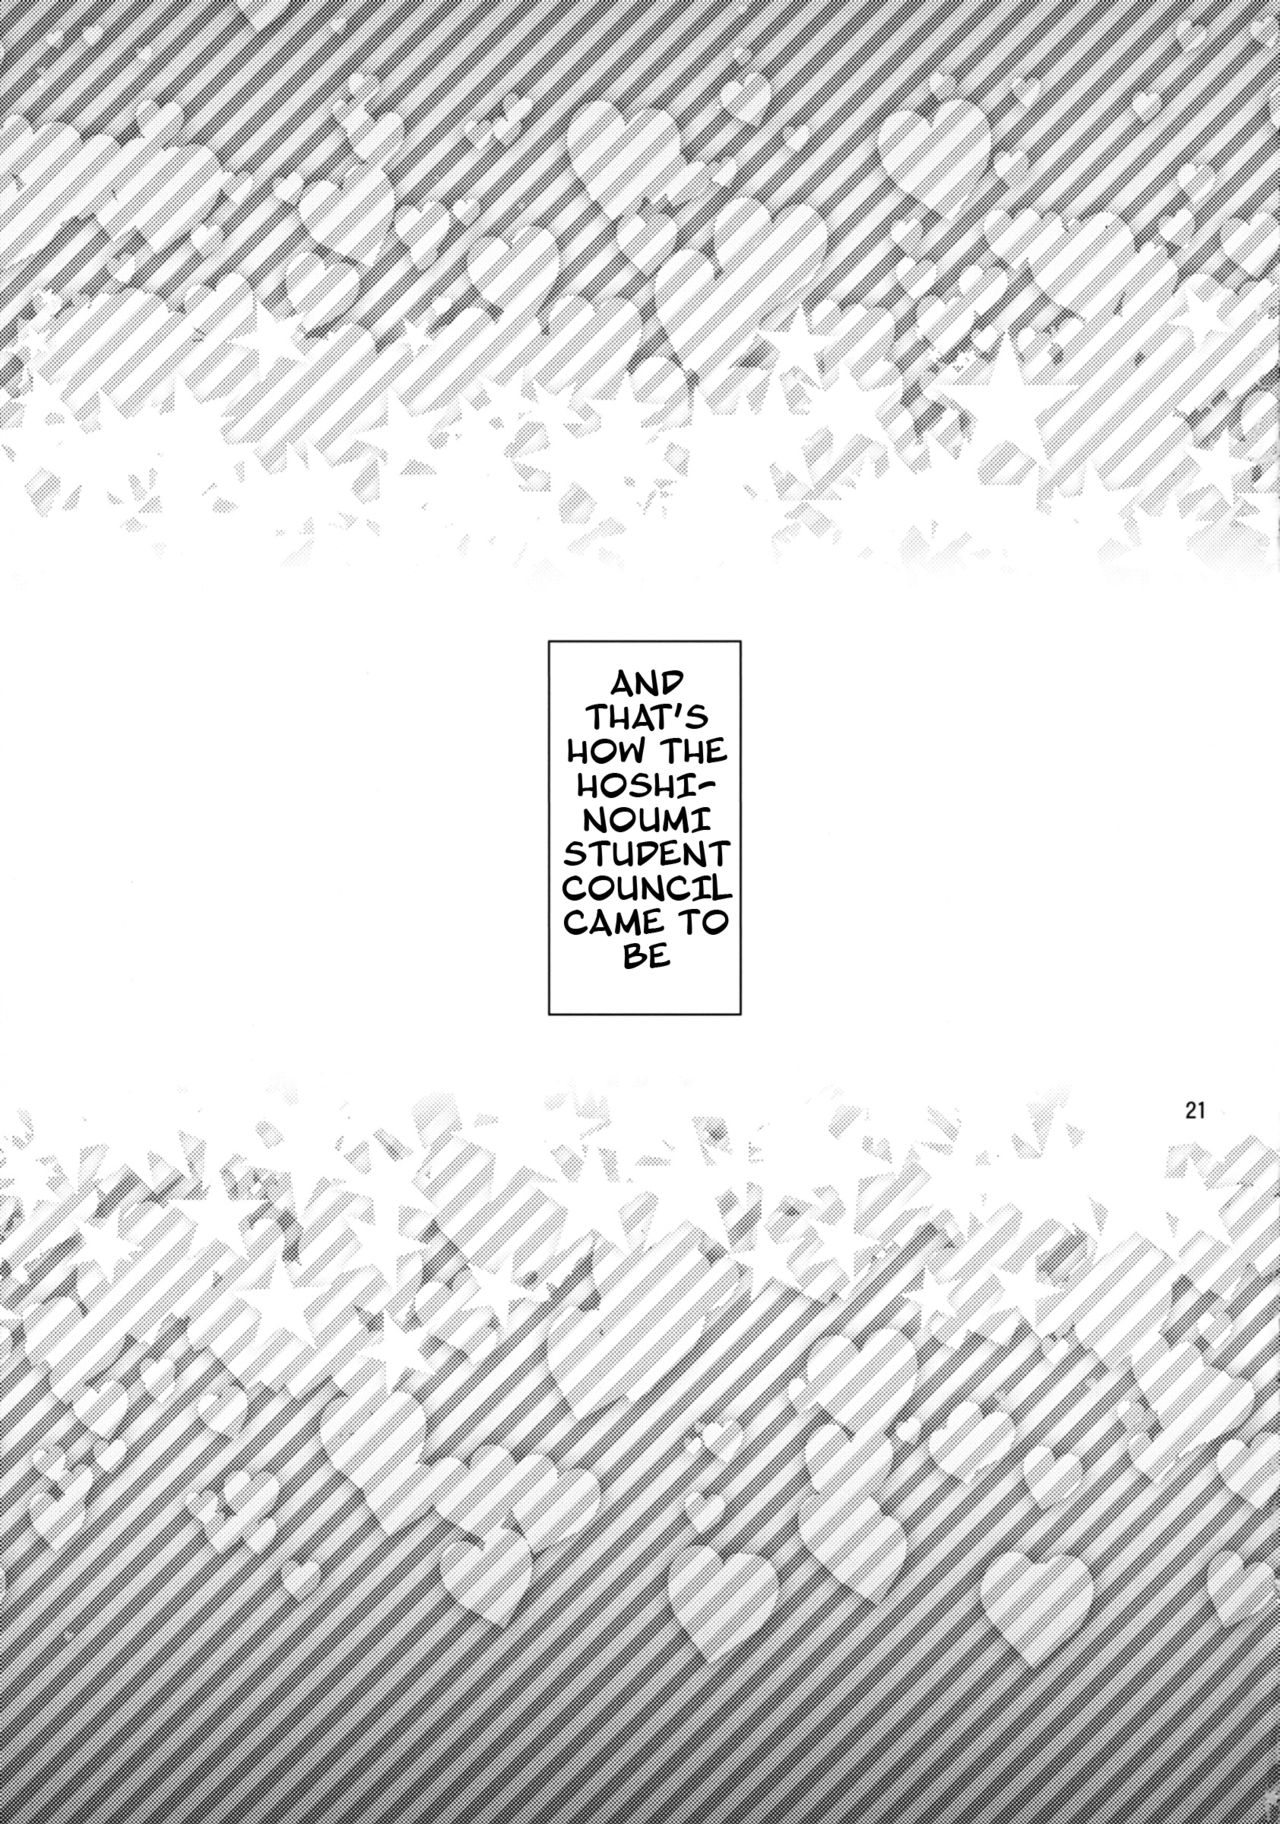 AND
THAT'S
HOW THE
HOSHI-
NOUMI
STUDENT
COUNCIL
CAME TO
BE
21